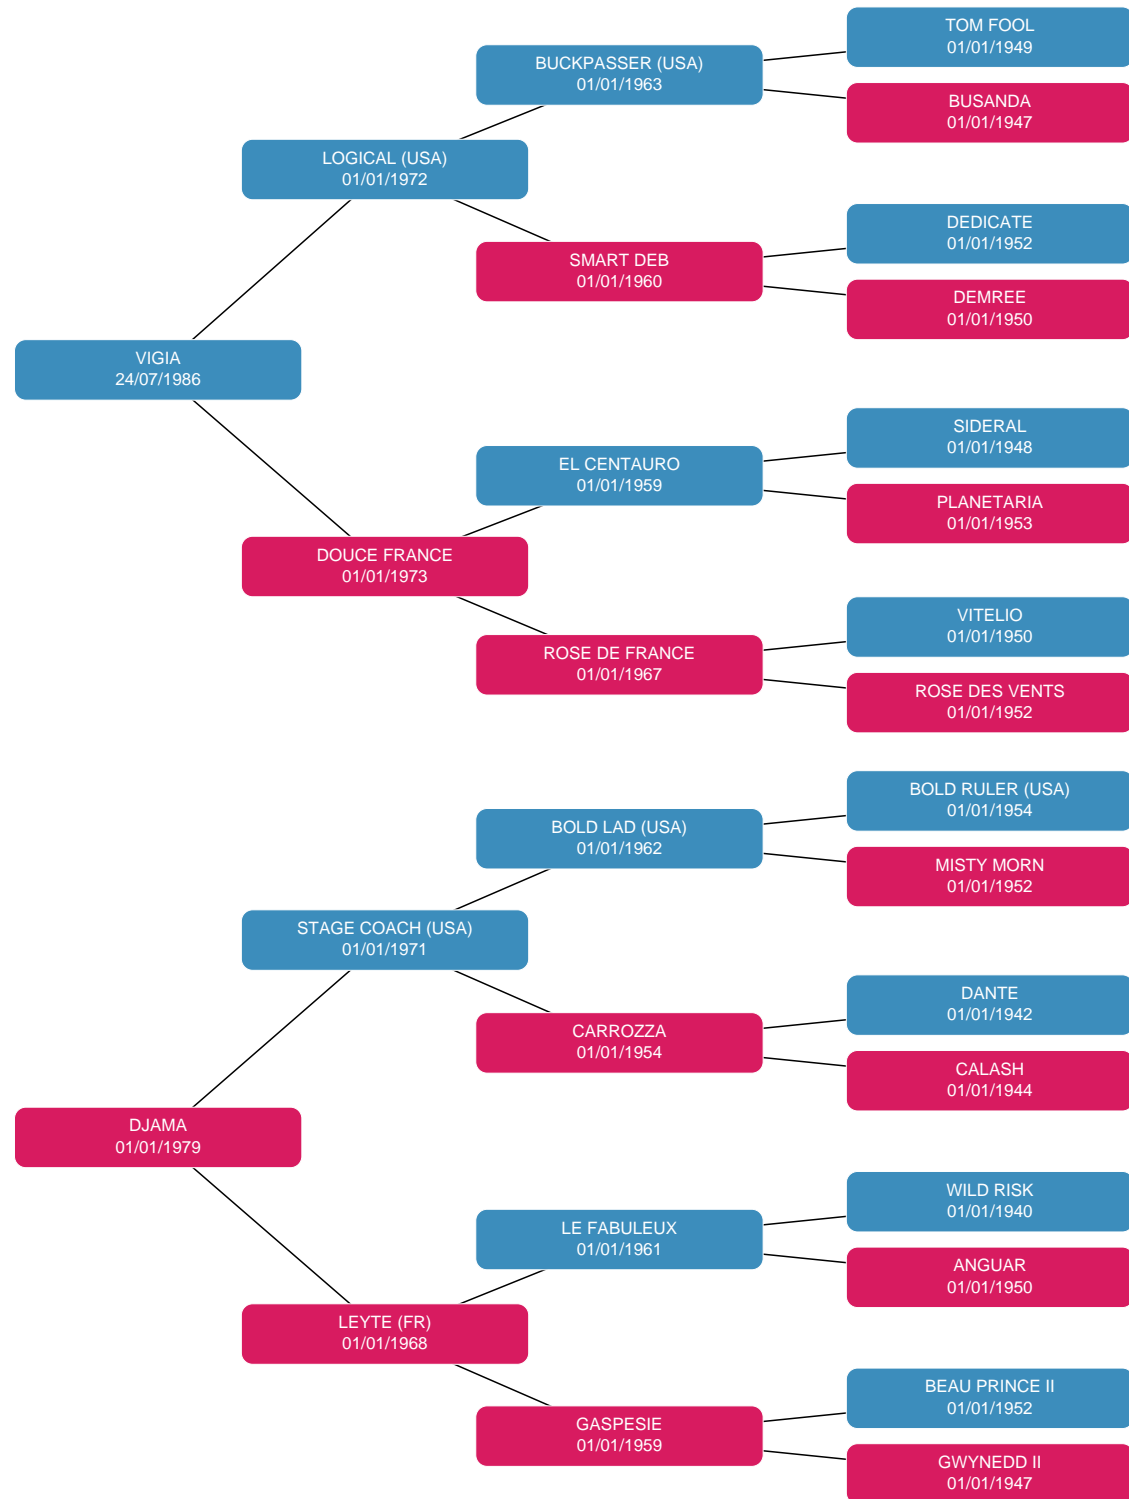 TOM FOOL
01/01/1949
BUCKPASSER (USA)
01/01/1963
BUSANDA
01/01/1947
LOGICAL (USA)
01/01/1972
DEDICATE
01/01/1952
SMART DEB
01/01/1960
DEMREE
01/01/1950
VIGIA
24/07/1986
SIDERAL
01/01/1948
EL CENTAURO
01/01/1959
PLANETARIA
01/01/1953
DOUCE FRANCE
01/01/1973
VITELIO
01/01/1950
ROSE DE FRANCE
01/01/1967
ROSE DES VENTS
01/01/1952
BOLD RULER (USA)
01/01/1954
BOLD LAD (USA)
01/01/1962
MISTY MORN
01/01/1952
STAGE COACH (USA)
01/01/1971
DANTE
01/01/1942
CARROZZA
01/01/1954
CALASH
01/01/1944
DJAMA
01/01/1979
WILD RISK
01/01/1940
LE FABULEUX
01/01/1961
ANGUAR
01/01/1950
LEYTE (FR)
01/01/1968
BEAU PRINCE II
01/01/1952
GASPESIE
01/01/1959
GWYNEDD II
01/01/1947